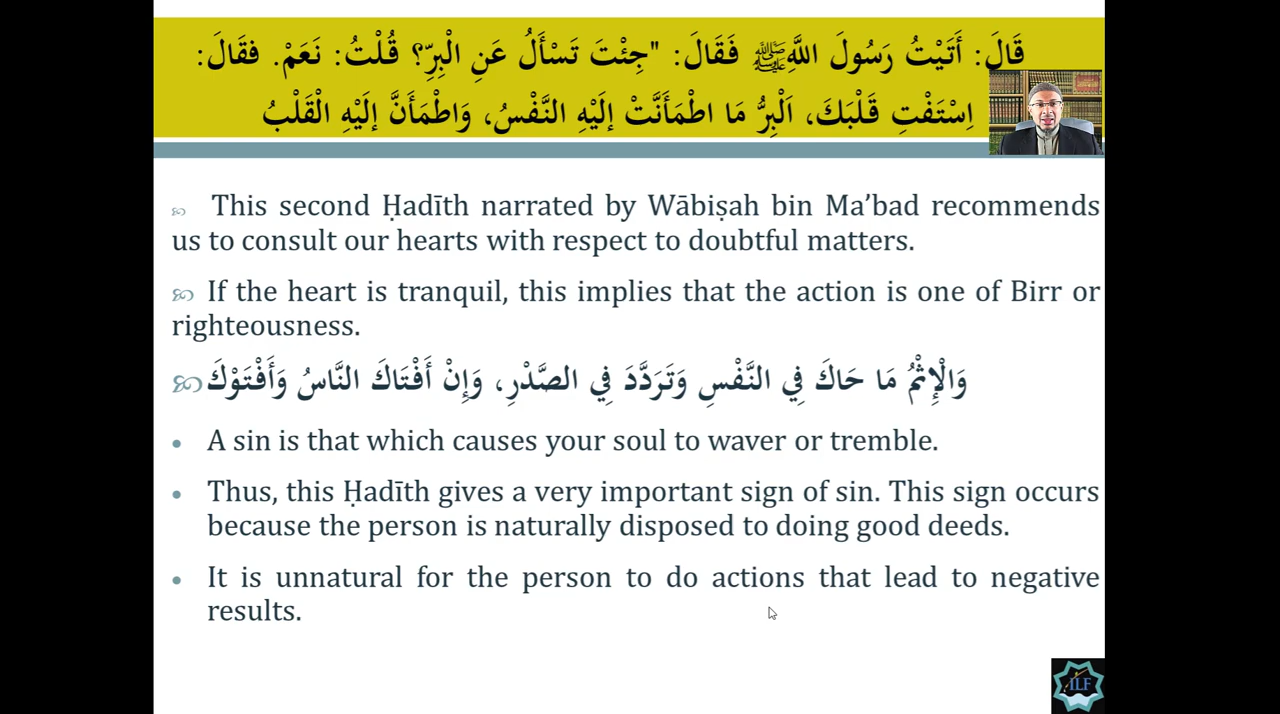 قَالَ: أَتَيْتُ رَسُولَ اللَّهِ ﷺ فَقَالَ: "جِئْتَ تَسْأَلُ عَنِ الْبِرِّ؟ قُلْتُ: نَعَمْ. فقَالَ:
اِسْتَفْتِ قَلْبَكَ، اَلْبِرُّ مَا اطْمَأَنَّتْ إلَيْهِ النَّفْسُ، وَاطْمَأَنَّ إلَيْهِ الْقَلْبُ
This second Ḥadīth narrated by Wābiṣah bin Ma’bad recommends
us to consult our hearts with respect to doubtful matters.
If the heart is tranquil, this implies that the action is one of Birr or
righteousness.
وَالْإِثْمُ مَا حَاكَ فِي النَّفْسِ وَتَرَدَّدَ فِي الصَّدْرِ، وَإِنْ أَفْتَاكَ النَّاسُ وَأَفْتَوْكَ
• A sin is that which causes your soul to waver or tremble.
• Thus, this Ḥadīth gives a very important sign of sin. This sign occurs
because the person is naturally disposed to doing good deeds.
• It is unnatural for the person to do actions that lead to negative
results.
ILF